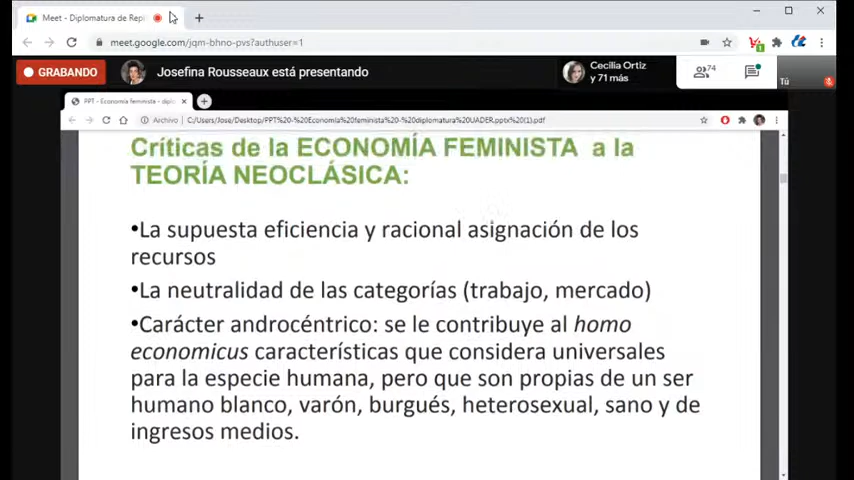 Meet - Diplomatura de Rep
meet.google.com/jqm-bhno-pvs?authuser=1
1
GRABANDO
Josefina Rousseaux está presentando
Cecilia Ortiz
y 71 más
74
Tú
PPT - Economía feminista - diplo
Archivo
C:/Users/Jose/Desktop/PPT%20-%20Economía%20feminista%20-%20diplomatura%20UADER.pptx%20(1).pdf
Críticas de la ECONOMÍA FEMINISTA a la
TEORÍA NEOCLÁSICA:
•La supuesta eficiencia y racional asignación de los
recursos
•La neutralidad de las categorías (trabajo, mercado)
•Carácter androcéntrico: se le contribuye al homo
economicus características que considera universales
para la especie humana, pero que son propias de un ser
humano blanco, varón, burgués, heterosexual, sano y de
ingresos medios.